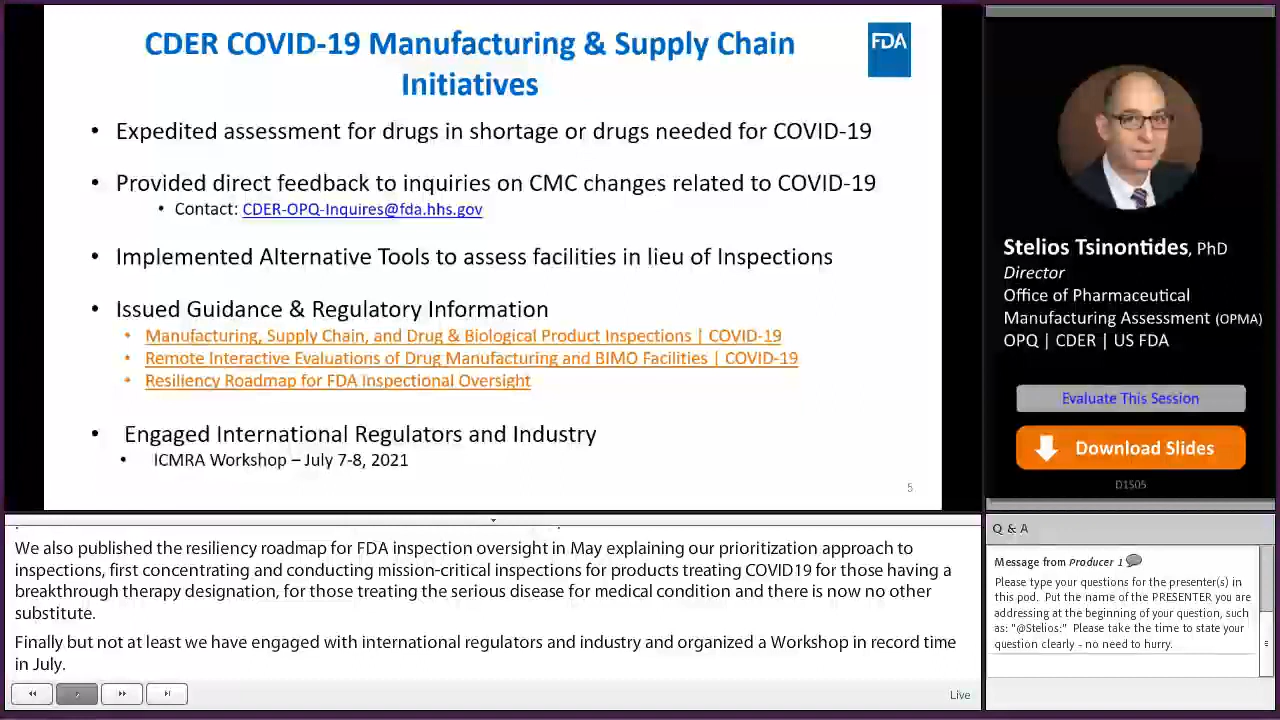 CDER COVID-19 Manufacturing & Supply Chain
Initiatives
FDA
• Expedited assessment for drugs in shortage or drugs needed for COVID-19
• Provided direct feedback to inquiries on CMC changes related to COVID-19
• Contact: CDER-OPQ-Inquires@fda.hhs.gov
• Implemented Alternative Tools to assess facilities in lieu of Inspections
• Issued Guidance & Regulatory Information
• Manufacturing, Supply Chain, and Drug & Biological Product Inspections | COVID-19
• Remote Interactive Evaluations of Drug Manufacturing and BIMO Facilities | COVID-19
• Resiliency Roadmap for FDA Inspectional Oversight
• Engaged International Regulators and Industry
• ICMRA Workshop – July 7-8, 2021
5
Stelios Tsinontides, PhD
Director
Office of Pharmaceutical
Manufacturing Assessment (OPMA)
OPQ | CDER | US FDA
Evaluate This Session
Download Slides
D1S05
We also published the resiliency roadmap for FDA inspection oversight in May explaining our prioritization approach to
inspections, first concentrating and conducting mission-critical inspections for products treating COVID19 for those having a
breakthrough therapy designation, for those treating the serious disease for medical condition and there is now no other
substitute.
Finally but not at least we have engaged with international regulators and industry and organized a Workshop in record time
in July.
Live
Q & A
Message from Producer 1
Please type your questions for the presenter(s) in
this pod. Put the name of the PRESENTER you are
addressing at the beginning of your question, such
as: "@Stelios:" Please take the time to state your
question clearly - no need to hurry.